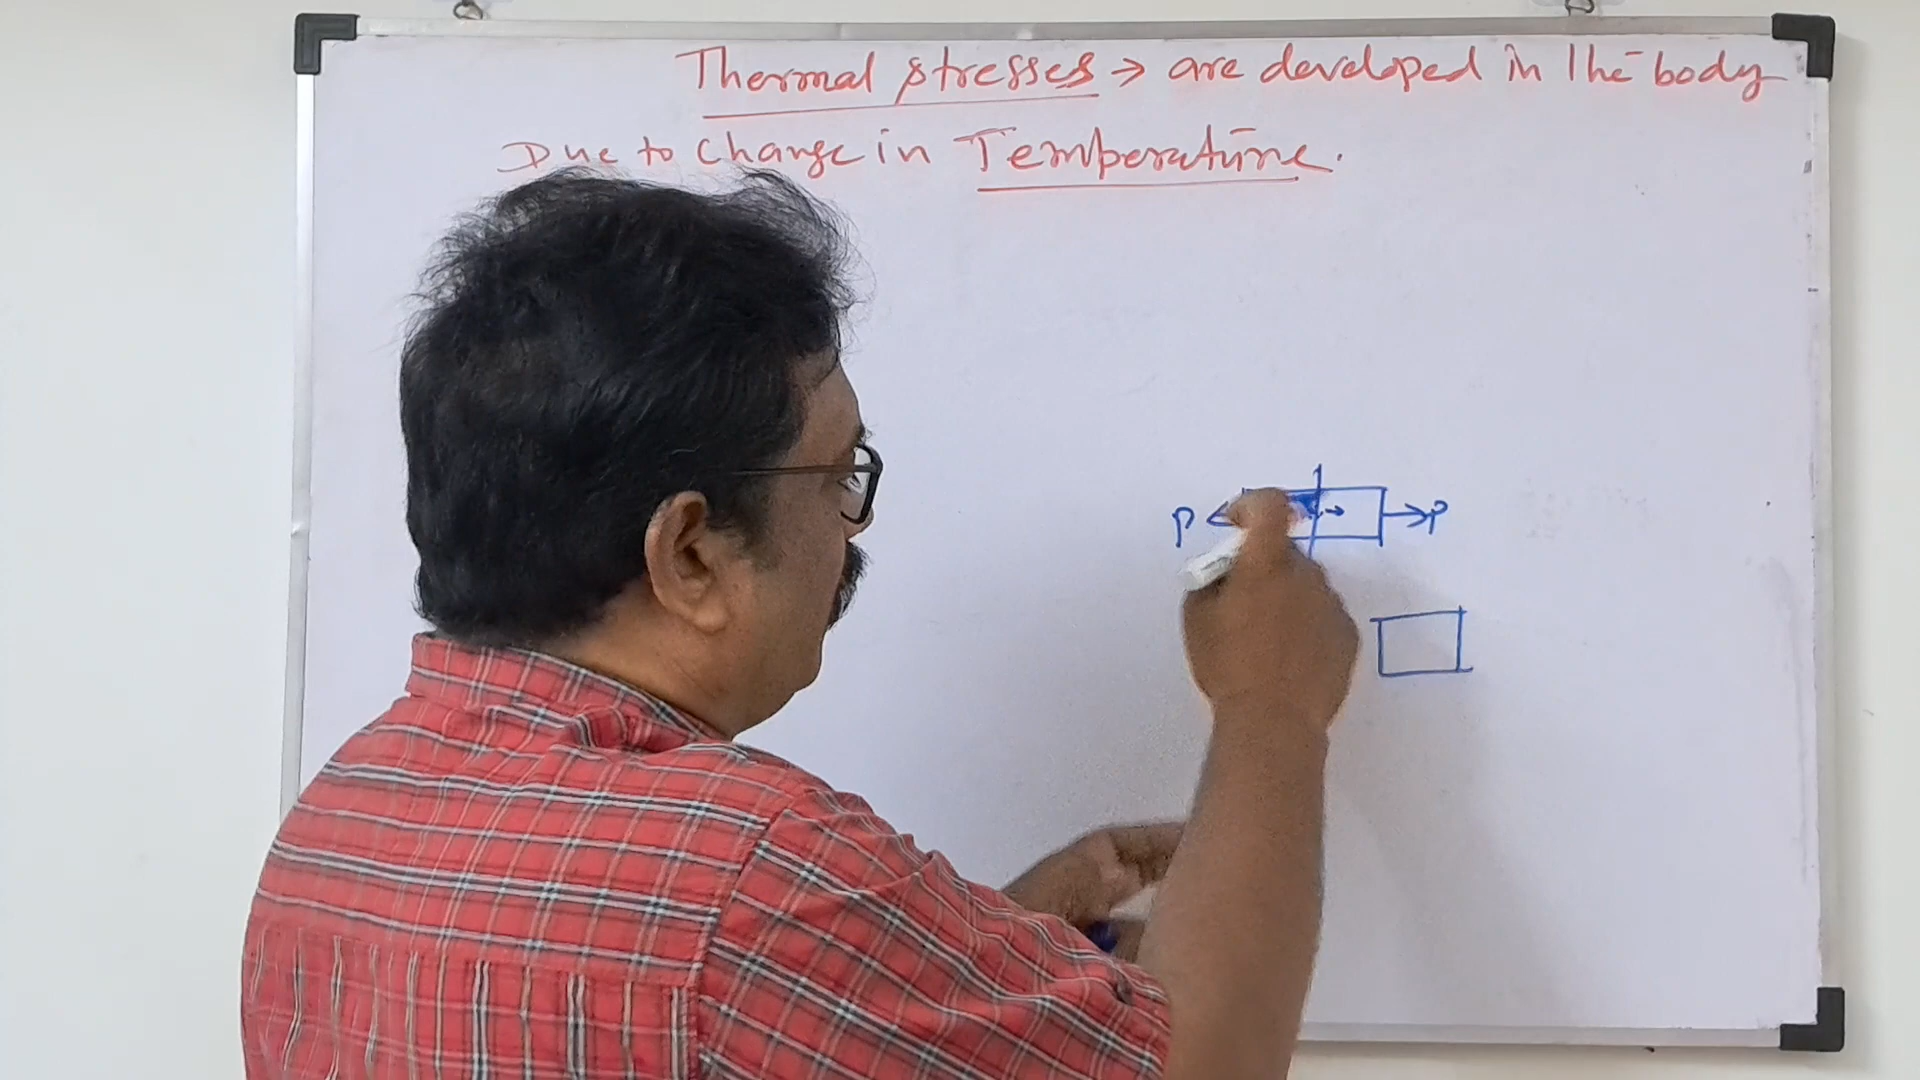 Thermal stresses → are developed in the body
Due to change in Temperature.
P P